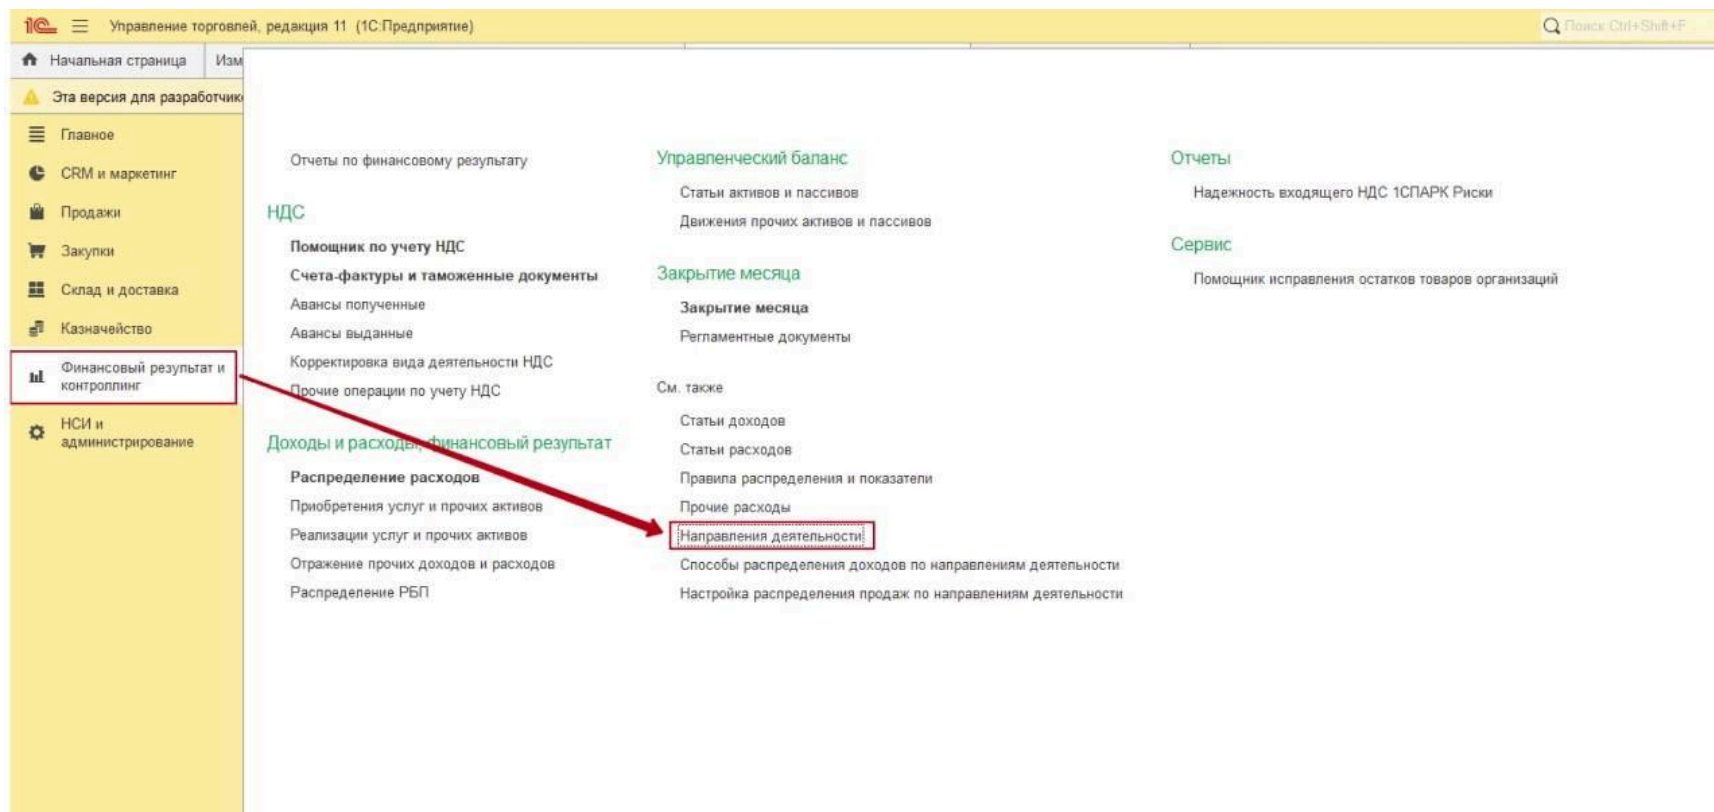 1С Управление торговлей, редакция 11 (1С:Предприятие)
Поиск Ctrl+Shift+F
Начальная страница
Изм
Эта версия для разработчик
Главное
CRM и маркетинг
Продажи
Закупки
Склад и доставка
Казначейство
Финансовый результат и
контроллинг
НСИ и
администрирование
Отчеты по финансовому результату
НДС
Помощник по учету НДС
Счета-фактуры и таможенные документы
Авансы полученные
Авансы выданные
Корректировка вида деятельности НДС
Прочие операции по учету НДС
Доходы и расходы, финансовый результат
Распределение расходов
Приобретения услуг и прочих активов
Реализации услуг и прочих активов
Отражение прочих доходов и расходов
Распределение РБП
Управленческий баланс
Статьи активов и пассивов
Движения прочих активов и пассивов
Закрытие месяца
Закрытие месяца
Регламентные документы
См. также
Статьи доходов
Статьи расходов
Правила распределения и показатели
Прочие расходы
Направления деятельности
Способы распределения доходов по направлениям деятельности
Настройка распределения продаж по направлениям деятельности
Отчеты
Надежность входящего НДС 1СПАРК Риски
Сервис
Помощник исправления остатков товаров организаций